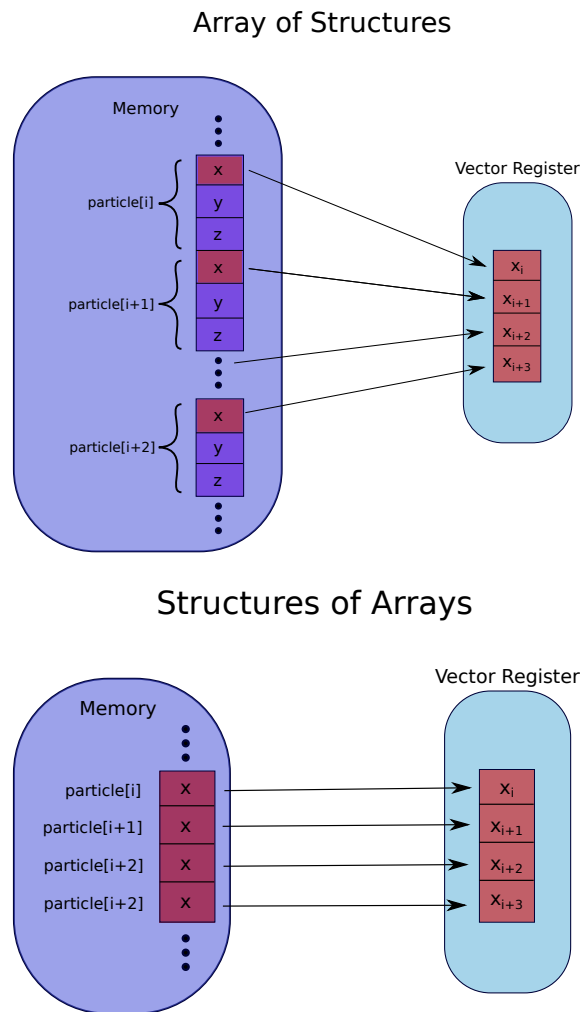 Array of Structures
Memory
Vector Register
particle[i]
x
y
z
particle[i+1]
x
y
z
particle[i+2]
x
y
z
xᵢ
xᵢ₊₁
xᵢ₊₂
xᵢ₊₃
Structures of Arrays
Memory
Vector Register
particle[i] x xᵢ
particle[i+1] x xᵢ₊₁
particle[i+2] x xᵢ₊₂
particle[i+2] x xᵢ₊₃